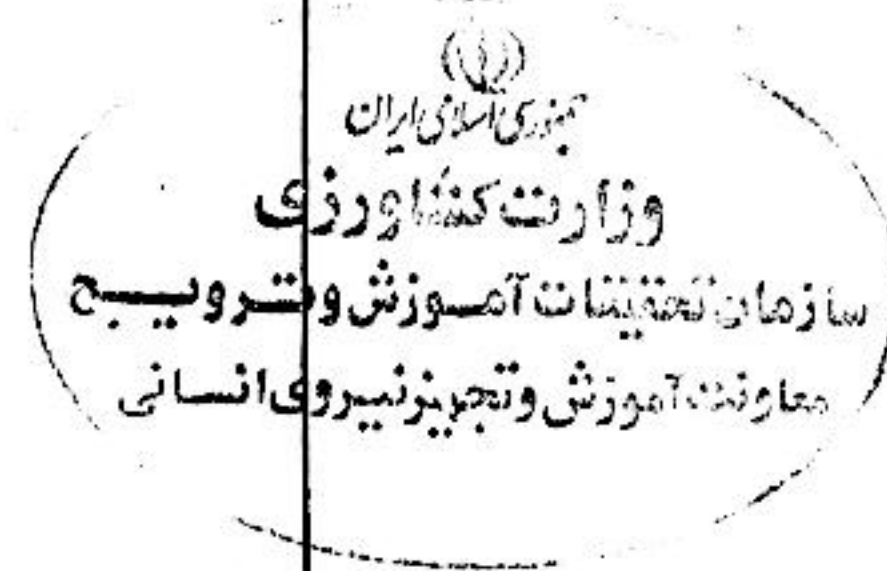 جمهوری اسلامی ایران
وزارت کشاورزی
سازمان تحقیقات آموزش و ترویج
معاونت آموزش و تجهیز نیروی انسانی